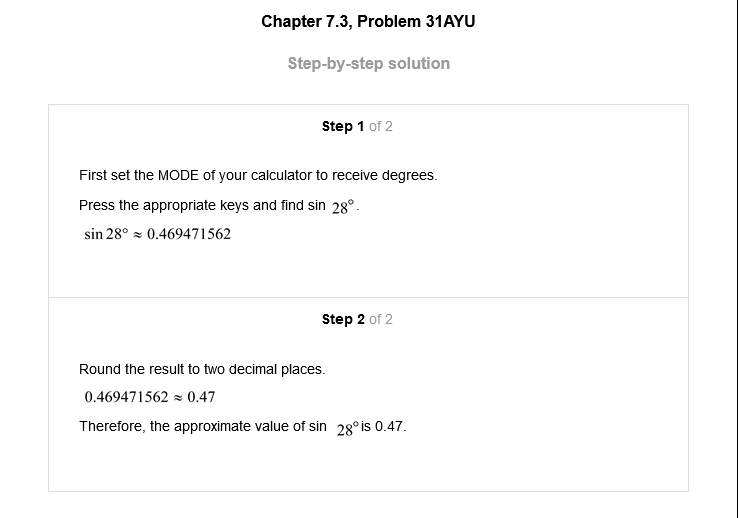 Chapter 7.3, Problem 31AYU
Step-by-step solution
Step 1 of 2
First set the MODE of your calculator to receive degrees.
Press the appropriate keys and find sin 28°.
sin 28° ≈ 0.469471562
Step 2 of 2
Round the result to two decimal places.
0.469471562 ≈ 0.47
Therefore, the approximate value of sin 28° is 0.47.